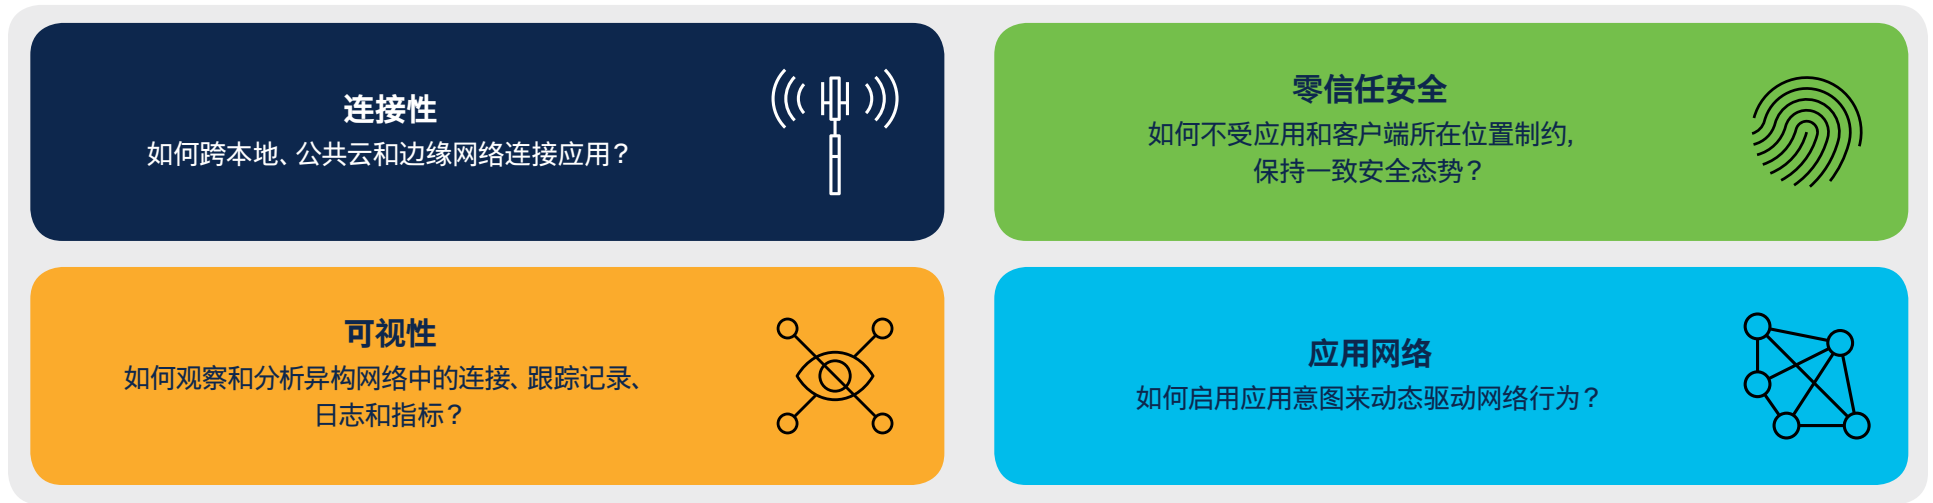 连接性
如何跨本地、公共云和边缘网络连接应用？
零信任安全
如何不受应用和客户端所在位置制约，
保持一致安全态势？
可视性
如何观察和分析异构网络中的连接、跟踪记录、
日志和指标？
应用网络
如何启用应用意图来动态驱动网络行为？